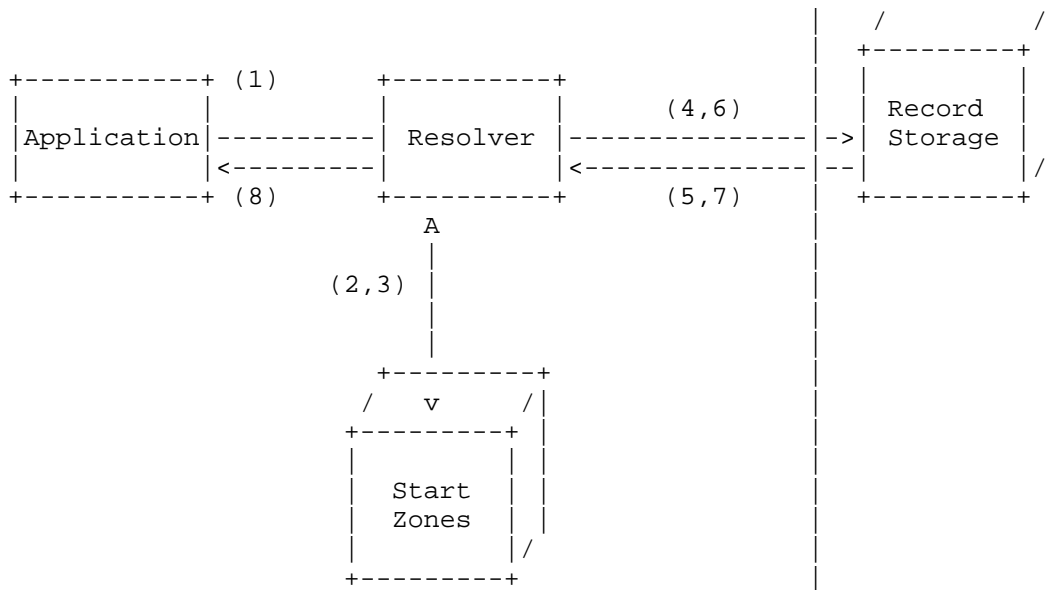 (1)
(4,6)
Record
Application
Resolver
Storage
(8)
(5,7)
A
(2,3)
v
Start
Zones